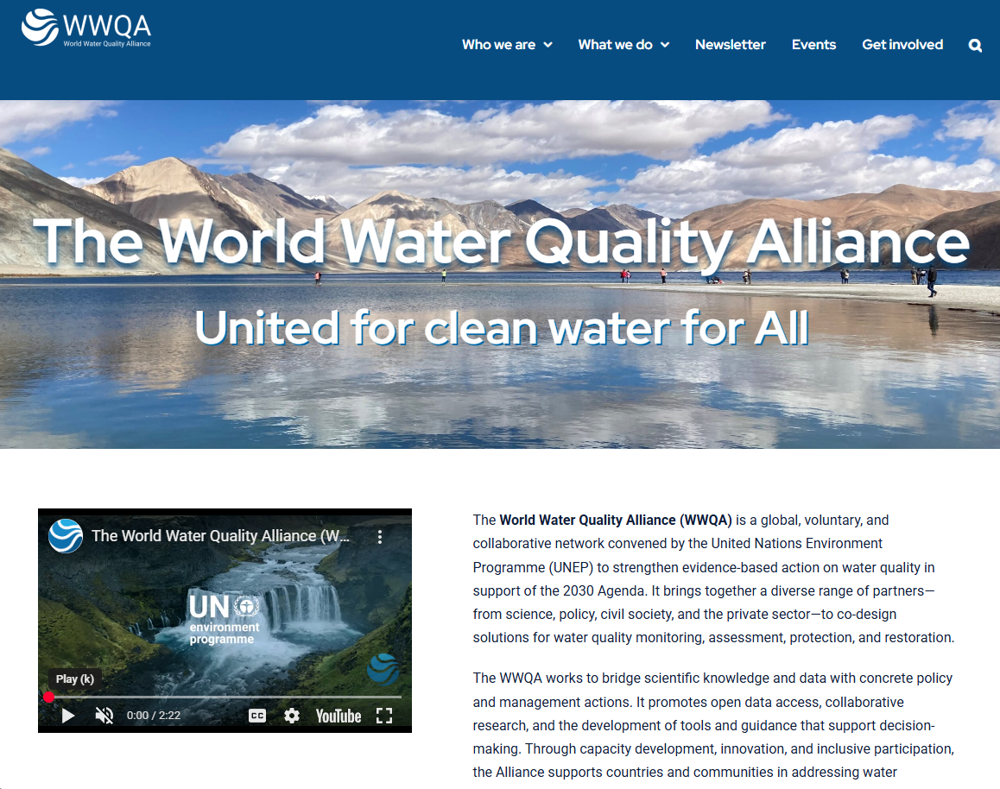 WWQA
World Water Quality Alliance
Who we are
What we do
Newsletter
Events
Get involved
The World Water Quality Alliance
United for clean water for All
The World Water Quality Alliance (W...
UN
environment
programme
Play (k)
0:00 / 2:22
CC
YouTube
The World Water Quality Alliance (WWQA) is a global, voluntary, and
collaborative network convened by the United Nations Environment
Programme (UNEP) to strengthen evidence-based action on water quality in
support of the 2030 Agenda. It brings together a diverse range of partners—
from science, policy, civil society, and the private sector—to co-design
solutions for water quality monitoring, assessment, protection, and restoration.
The WWQA works to bridge scientific knowledge and data with concrete policy
and management actions. It promotes open data access, collaborative
research, and the development of tools and guidance that support decision-
making. Through capacity development, innovation, and inclusive participation,
the Alliance supports countries and communities in addressing water